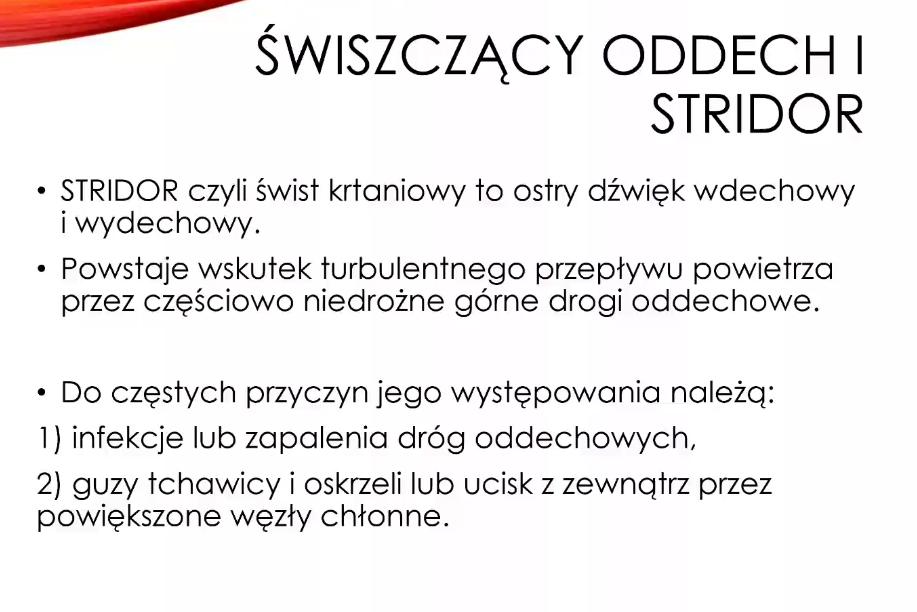 ŚWISZCZĄCY ODDECH I
STRIDOR
• STRIDOR czyli świst krtaniowy to ostry dźwięk wdechowy
i wydechowy.
• Powstaje wskutek turbulentnego przepływu powietrza
przez częściowo niedrożne górne drogi oddechowe.
• Do częstych przyczyn jego występowania należą:
1) infekcje lub zapalenia dróg oddechowych,
2) guzy tchawicy i oskrzeli lub ucisk z zewnątrz przez
powiększone węzły chłonne.